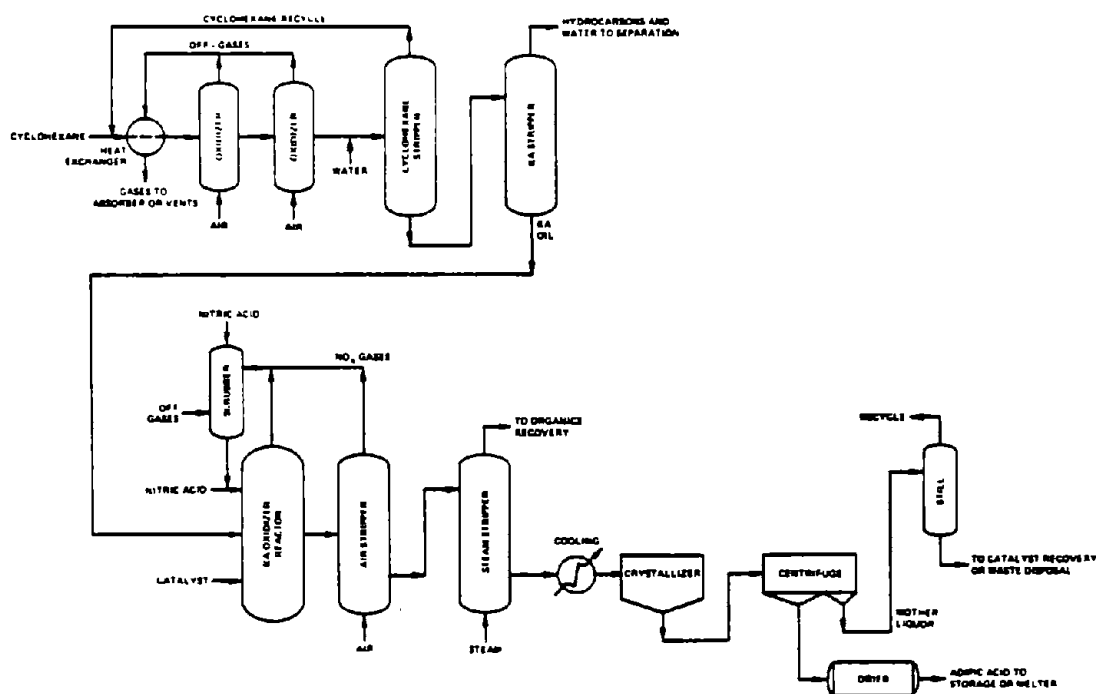 CYCLOHEXANE RECYCLE
OFF-GASES
HYDROCARBONS AND
WATER TO SEPARATION
CYCLOHEXANE
HEAT
EXCHANGER
OXIDIZER
OXIDIZER
CYCLOHEXANE
STRIPPER
KA STRIPPER
WATER
GASES TO
ABSORBER OR VENTS
AIR
AIR
KA
OIL
NITRIC ACID
NOx GASES
SCRUBBER
OFF
GASES
TO ORGANICS
RECOVERY
RECYCLE
NITRIC ACID
KA OXIDIZER
REACTOR
AIR STRIPPER
STEAM STRIPPER
STILL
COOLING
CATALYST
CRYSTALLIZER
CENTRIFUGE
TO CATALYST RECOVERY
OR WASTE DISPOSAL
MOTHER
LIQUOR
AIR
STEAM
DRYER
ADIPIC ACID TO
STORAGE OR MELTER